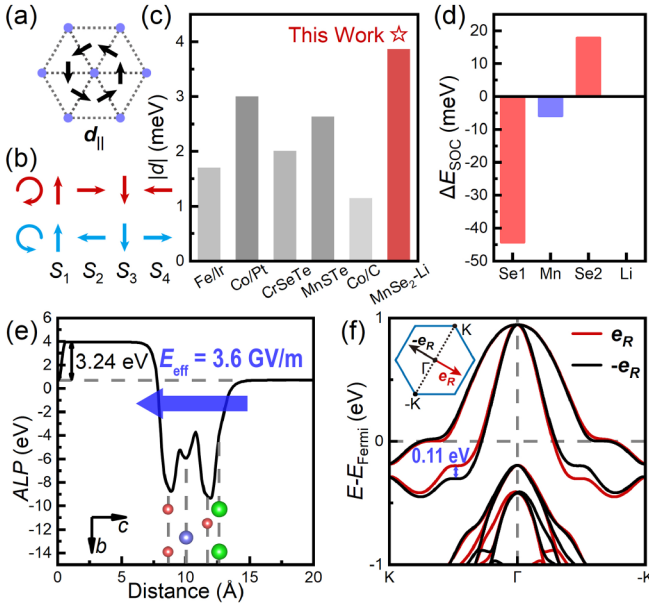 (a)
d∥
(b)
S1 S2 S3 S4
(c)
This Work ☆
|d| (meV)
4
3
2
1
0
Fe/Ir Co/Pt CrSeTe MnSTe Co/C MnSe2-Li
(d)
ΔESOC (meV)
20
10
0
-10
-20
-30
-40
-50
Se1 Mn Se2 Li
(e)
ALP (eV)
6
4
2
0
-2
-4
-6
-8
-10
-12
-14
3.24 eV
Eeff = 3.6 GV/m
c
b
0 5 10 15 20
Distance (Å)
(f)
E-EFermi
1
0
-1
K
-eR
Γ
eR
-K
eR
-eR
0.11 eV
K Γ -K